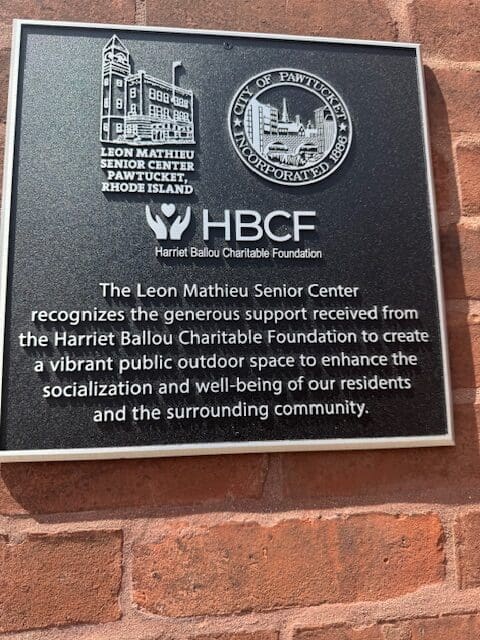 LEON MATHIEU
SENIOR CENTER
PAWTUCKET,
RHODE ISLAND
CITY OF PAWTUCKET
INCORPORATED 1886
HBCF
Harriet Ballou Charitable Foundation
The Leon Mathieu Senior Center
recognizes the generous support received from
the Harriet Ballou Charitable Foundation to create
a vibrant public outdoor space to enhance the
socialization and well-being of our residents
and the surrounding community.